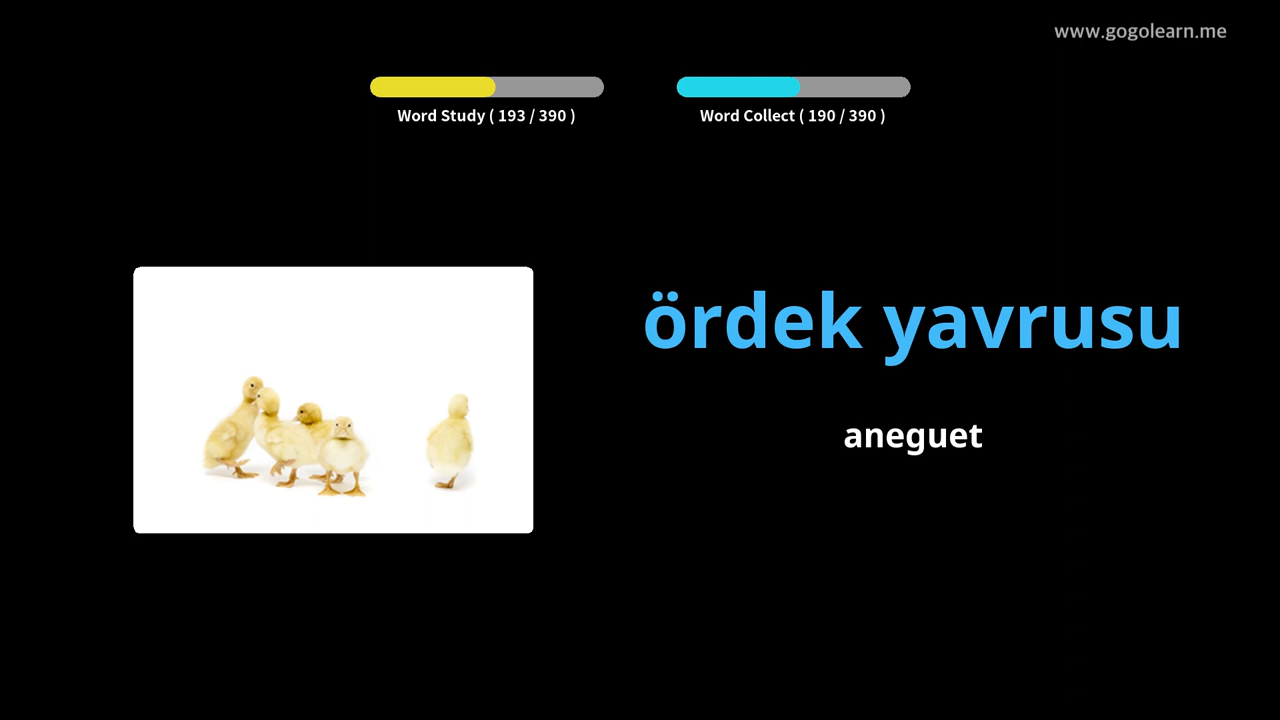 www.gogolearn.me
Word Study ( 193 / 390 )
Word Collect ( 190 / 390 )
ördek yavrusu
aneguet